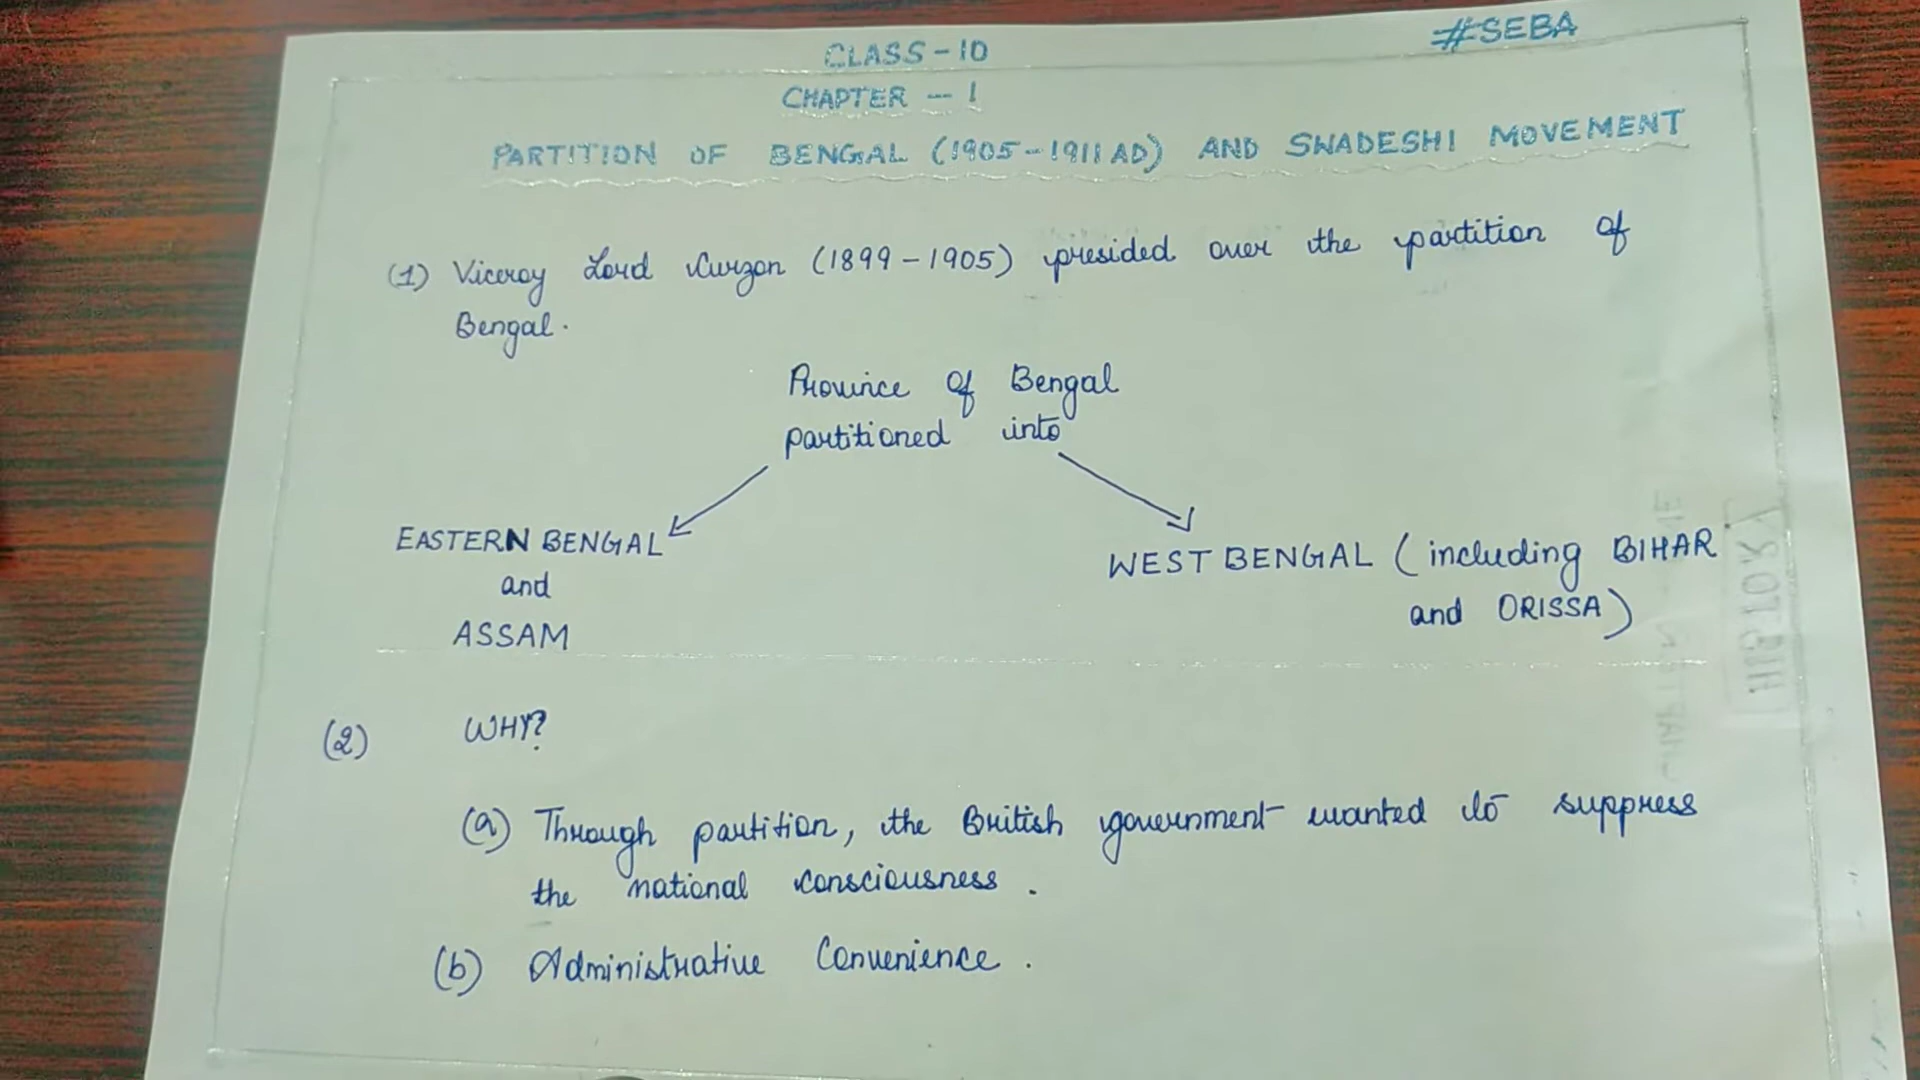 #SEBA
CLASS-10
CHAPTER - 1
PARTITION OF BENGAL (1905-1911 AD) AND SWADESHI MOVEMENT
(1) Viceroy Lord Curzon (1899-1905) presided over the partition of
Bengal.
Province of Bengal
partitioned into
EASTERN BENGAL
and
ASSAM
WEST BENGAL (including BIHAR
and ORISSA)
(2) WHY?
(a) Through partition, the British government wanted to suppress
the national consciousness.
(b) Administrative Convenience.
HISTORY